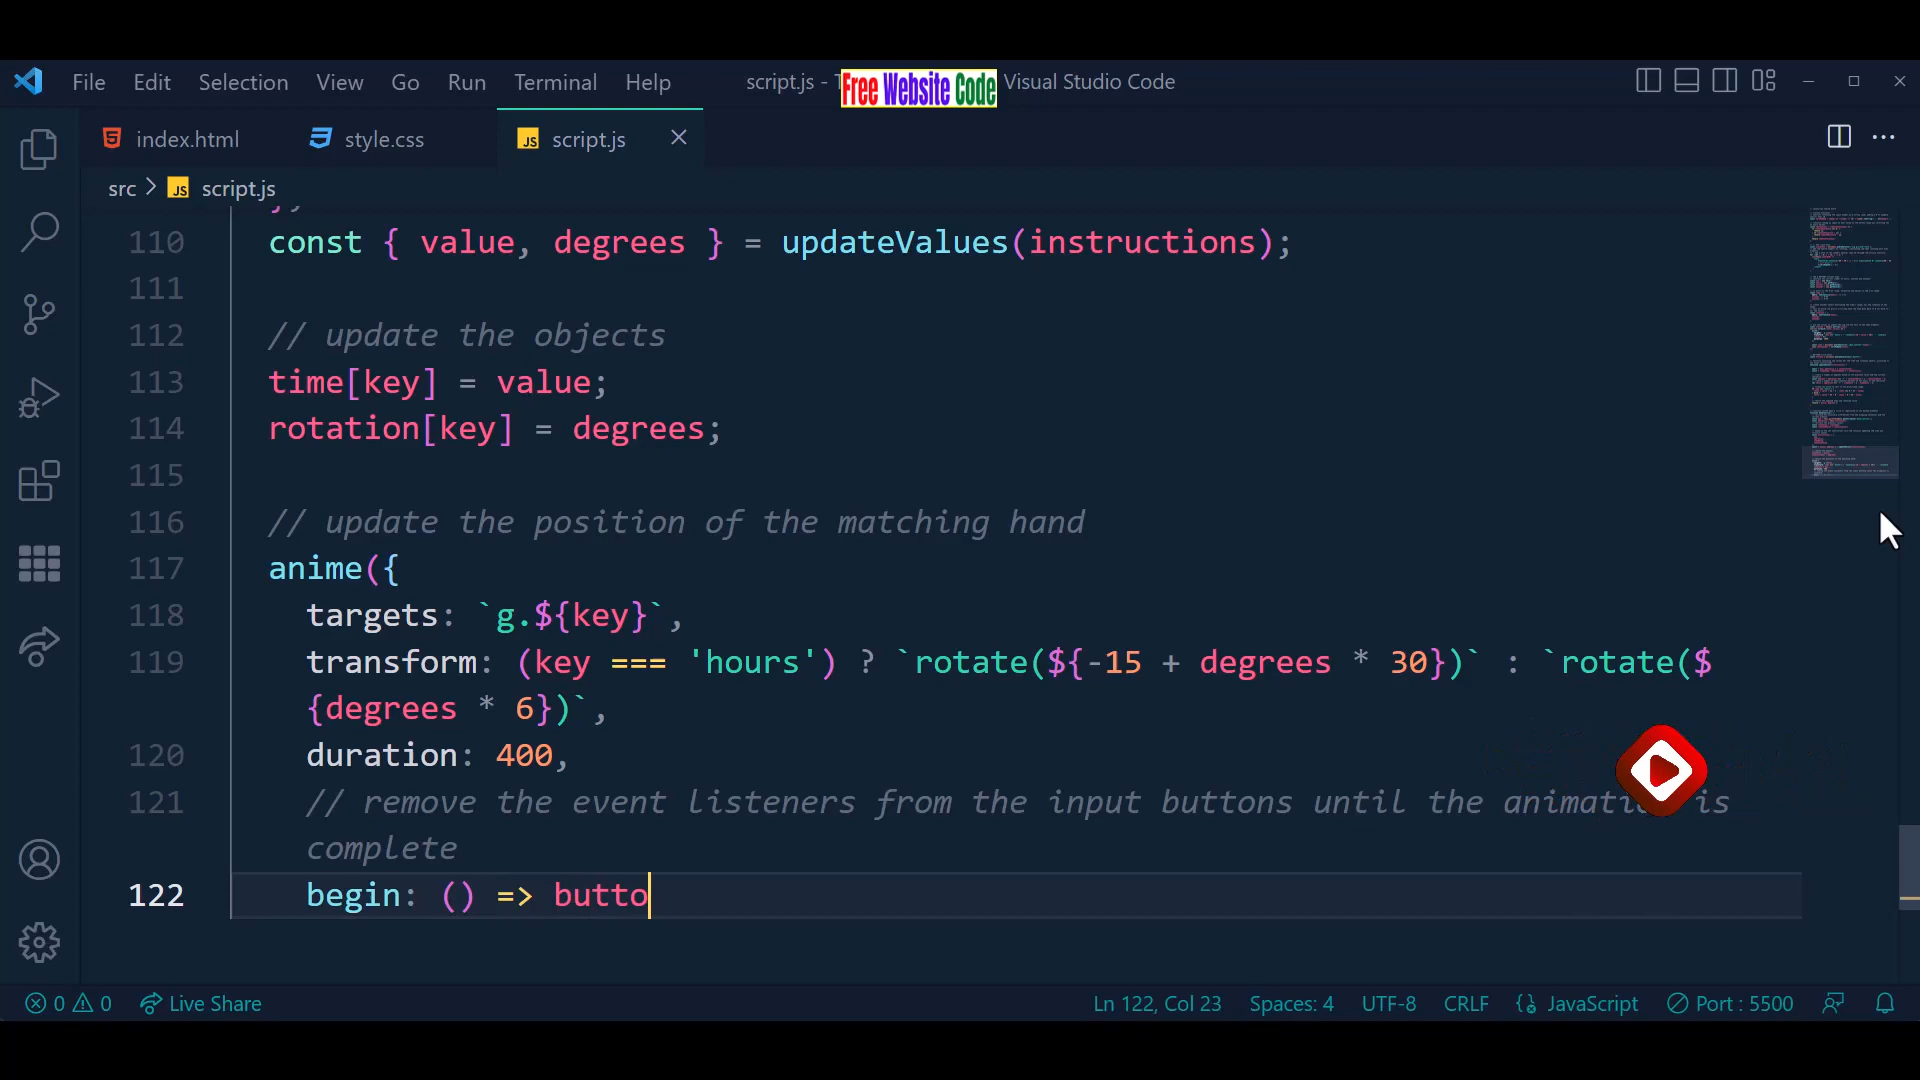 File Edit Selection View Go Run Terminal Help script.js - Free Website Code Visual Studio Code
index.html style.css JS script.js
src JS script.js
110 const { value, degrees } = updateValues(instructions);
111
112 // update the objects
113 time[key] = value;
114 rotation[key] = degrees;
115
116 // update the position of the matching hand
117 anime({
118 targets: `g.${key}`,
119 transform: (key === 'hours') ? `rotate(${-15 + degrees * 30})` : `rotate($
{degrees * 6})`,
120 duration: 400,
121 // remove the event listeners from the input buttons until the animation is
complete
122 begin: () => butto
0 0 Live Share Ln 122, Col 23 Spaces: 4 UTF-8 CRLF JavaScript Port : 5500